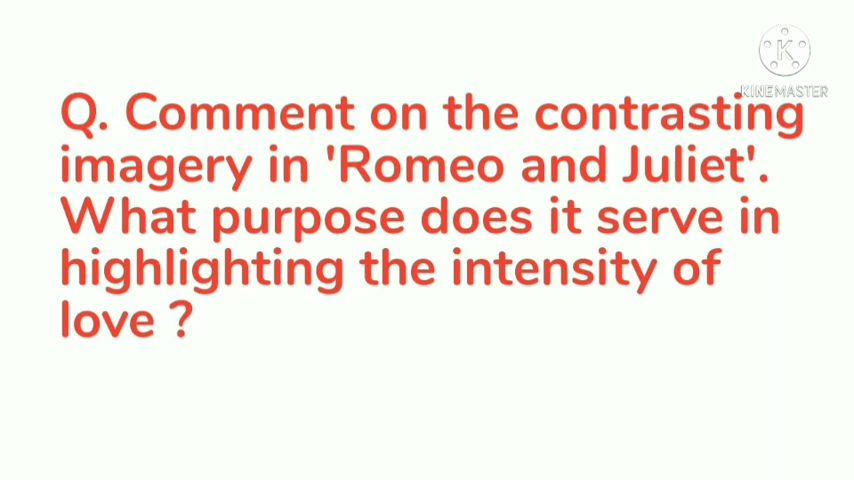 KINEMASTER
Q. Comment on the contrasting
imagery in 'Romeo and Juliet'.
What purpose does it serve in
highlighting the intensity of
love ?